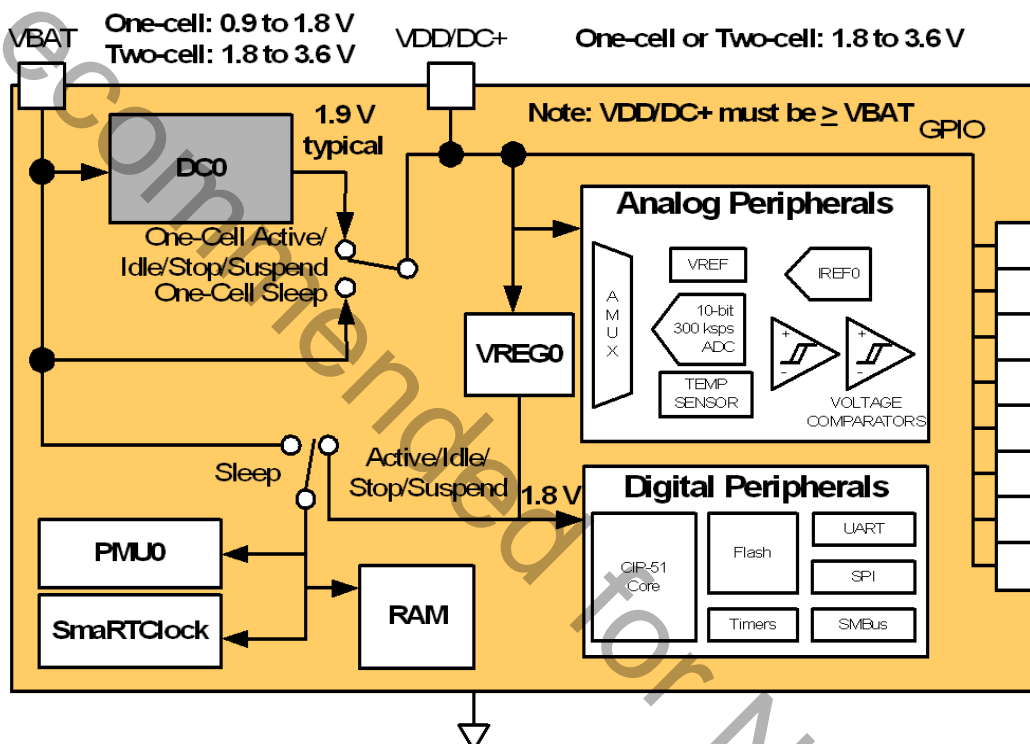 VBAT
One-cell: 0.9 to 1.8 V
Two-cell: 1.8 to 3.6 V
VDD/DC+
One-cell or Two-cell: 1.8 to 3.6 V
Note: VDD/DC+ must be ≥ VBAT
GPIO
1.9 V
typical
DC0
One-Cell Active/
Idle/Stop/Suspend
One-Cell Sleep
VREG0
Analog Peripherals
A
M
U
X
VREF
IREF0
10-bit
300 ksps
ADC
TEMP
SENSOR
+
-
+
-
VOLTAGE
COMPARATORS
Sleep
Active/Idle/
Stop/Suspend
1.8 V
Digital Peripherals
CIP-51
Core
Flash
Timers
UART
SPI
SMBus
PMU0
SmaRTClock
RAM
ecommended for N